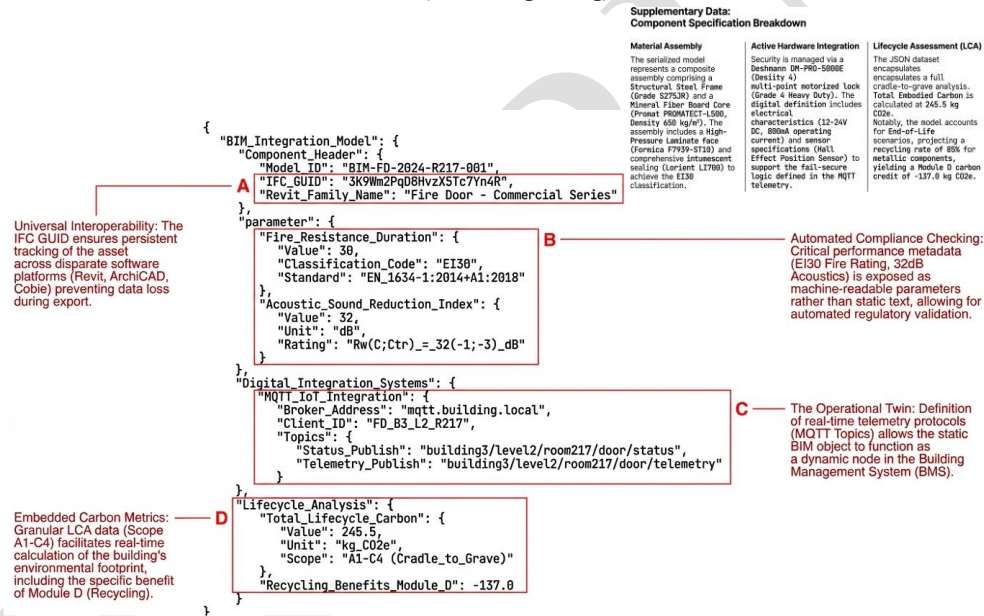 Supplementary Data:
Component Specification Breakdown
Material Assembly
The serialized model
represents a composite
assembly comprising a
Structural Steel Frame
(Grade S275JR) and a
Mineral Fiber Board Core
(Promat PROMATECT-L500,
Density 650 kg/m³). The
assembly includes a High-
Pressure Laminate face
(Formica F7939-ST10) and
comprehensive intumescent
sealing (Lorient LI700) to
achieve the EI30
classification.
Active Hardware Integration
Security is managed via a
Deshmann DM-PRO-5000E
(Desiity 4)
multi-point motorized lock
(Grade 4 Heavy Duty). The
digital definition includes
electrical
characteristics (12-24V
DC, 800mA operating
current) and sensor
specifications (Hall
Effect Position Sensor) to
support the fail-secure
logic defined in the MQTT
telemetry.
Lifecycle Assessment (LCA)
The JSON dataset
encapsulates
encapsulates a full
cradle-to-grave analysis.
Total Embodied Carbon is
calculated at 245.5 kg
CO2e.
Notably, the model accounts
for End-of-Life
scenarios, projecting a
recycling rate of 85% for
metallic components,
yielding a Module D carbon
credit of -137.0 kg CO2e.
{
"BIM_Integration_Model": {
"Component_Header": {
"Model_ID": "BIM-FD-2024-R217-001",
A
"IFC_GUID": "3K9Wm2PqD8HvzX5Tc7Yn4R",
"Revit_Family_Name": "Fire Door - Commercial Series"
},
Universal Interoperability: The
IFC GUID ensures persistent
tracking of the asset
across disparate software
platforms (Revit, ArchiCAD,
Cobie) preventing data loss
during export.
"parameter": {
"Fire_Resistance_Duration": {
"Value": 30,
"Classification_Code": "EI30",
"Standard": "EN_1634-1:2014+A1:2018"
},
"Acoustic_Sound_Reduction_Index": {
"Value": 32,
"Unit": "dB",
"Rating": "Rw(C;Ctr)_=_32(-1;-3)_dB"
}
},
B
Automated Compliance Checking:
Critical performance metadata
(EI30 Fire Rating, 32dB
Acoustics) is exposed as
machine-readable parameters
rather than static text, allowing for
automated regulatory validation.
"Digital_Integration_Systems": {
"MQTT_IoT_Integration": {
"Broker_Address": "mqtt.building.local",
"Client_ID": "FD_B3_L2_R217",
"Topics": {
"Status_Publish": "building3/level2/room217/door/status",
"Telemetry_Publish": "building3/level2/room217/door/telemetry"
}
},
C
The Operational Twin: Definition
of real-time telemetry protocols
(MQTT Topics) allows the static
BIM object to function as
a dynamic node in the Building
Management System (BMS).
"Lifecycle_Analysis": {
"Total_Lifecycle_Carbon": {
"Value": 245.5,
"Unit": "kg_CO2e",
"Scope": "A1-C4 (Cradle_to_Grave)"
},
"Recycling_Benefits_Module_D": -137.0
}
}
D
Embedded Carbon Metrics:
Granular LCA data (Scope
A1-C4) facilitates real-time
calculation of the building's
environmental footprint,
including the specific benefit
of Module D (Recycling).